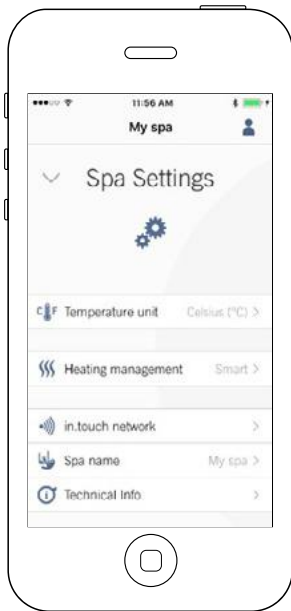 11:56 AM
My spa
Spa Settings
C F Temperature unit Celsius (°C)
Heating management Smart
in.touch network
Spa name My spa
Technical Info